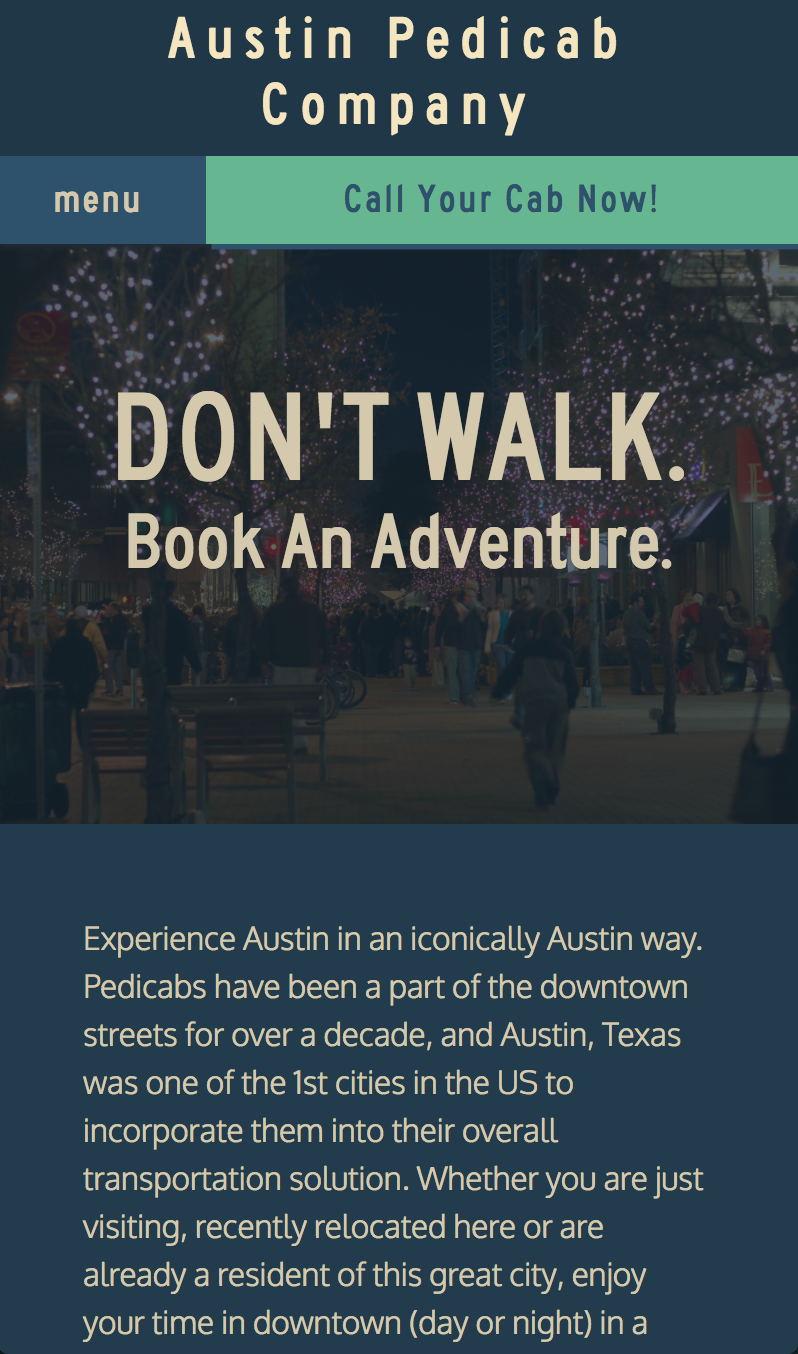 Austin Pedicab
Company
menu
Call Your Cab Now!
DON'T WALK.
Book An Adventure.
Experience Austin in an iconically Austin way.
Pedicabs have been a part of the downtown
streets for over a decade, and Austin, Texas
was one of the 1st cities in the US to
incorporate them into their overall
transportation solution. Whether you are just
visiting, recently relocated here or are
already a resident of this great city, enjoy
your time in downtown (day or night) in a